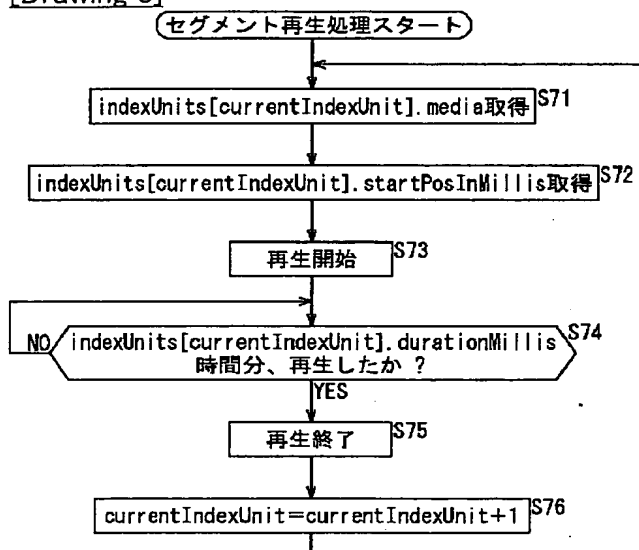 セグメント再生処理スタート
indexUnits[currentIndexUnit].media取得 S71
indexUnits[currentIndexUnit].startPosInMillis取得 S72
再生開始 S73
NO indexUnits[currentIndexUnit].durationMillis S74
時間分、再生したか ?
YES
再生終了 S75
currentIndexUnit=currentIndexUnit+1 S76